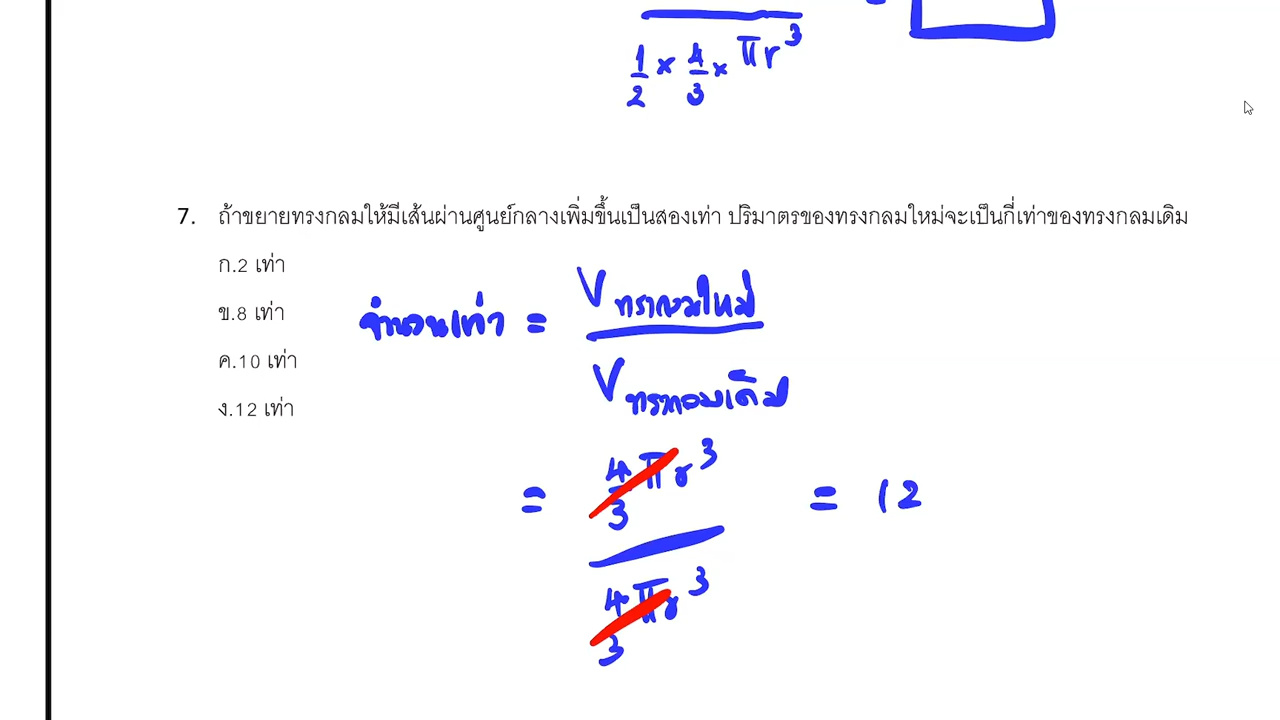 =
1/2 × 4/3 × πr³
7. ถ้าขยายทรงกลมให้มีเส้นผ่านศูนย์กลางเพิ่มขึ้นเป็นสองเท่า ปริมาตรของทรงกลมใหม่จะเป็นกี่เท่าของทรงกลมเดิม
ก.2 เท่า
ข.8 เท่า
ค.10 เท่า
ง.12 เท่า
จำนวนเท่า = V ทรงกลมใหม่
V ทรงกลมเดิม
= 4/3 πr³ = (2
4/3 πr³